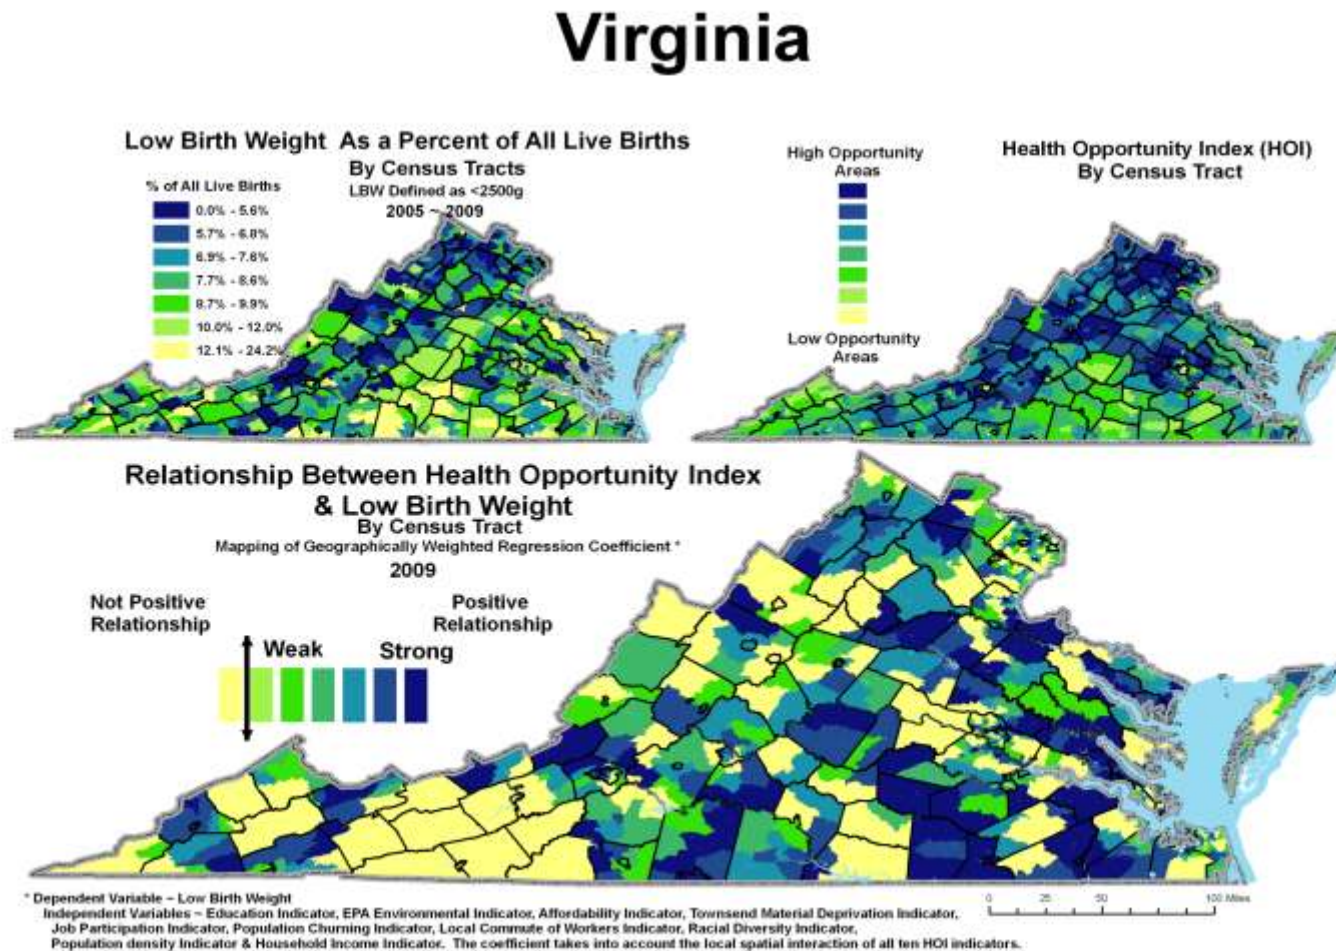 Virginia
Low Birth Weight As a Percent of All Live Births
By Census Tracts
LBW Defined as <2500g
2005 ~ 2009
% of All Live Births
0.0% - 5.6%
5.7% - 6.8%
6.9% - 7.6%
7.7% - 8.6%
8.7% - 9.9%
10.0% - 12.0%
12.1% - 24.2%
High Opportunity
Areas
Low Opportunity
Areas
Health Opportunity Index (HOI)
By Census Tract
Relationship Between Health Opportunity Index
& Low Birth Weight
By Census Tract
Mapping of Geographically Weighted Regression Coefficient *
2009
Not Positive
Relationship
Positive
Relationship
Weak
Strong
0 25 50 100 Miles
* Dependent Variable ~ Low Birth Weight
Independent Variables ~ Education Indicator, EPA Environmental Indicator, Affordability Indicator, Townsend Material Deprivation Indicator,
Job Participation Indicator, Population Churning Indicator, Local Commute of Workers Indicator, Racial Diversity Indicator,
Population density Indicator & Household Income Indicator. The coefficient takes into account the local spatial interaction of all ten HOI indicators.